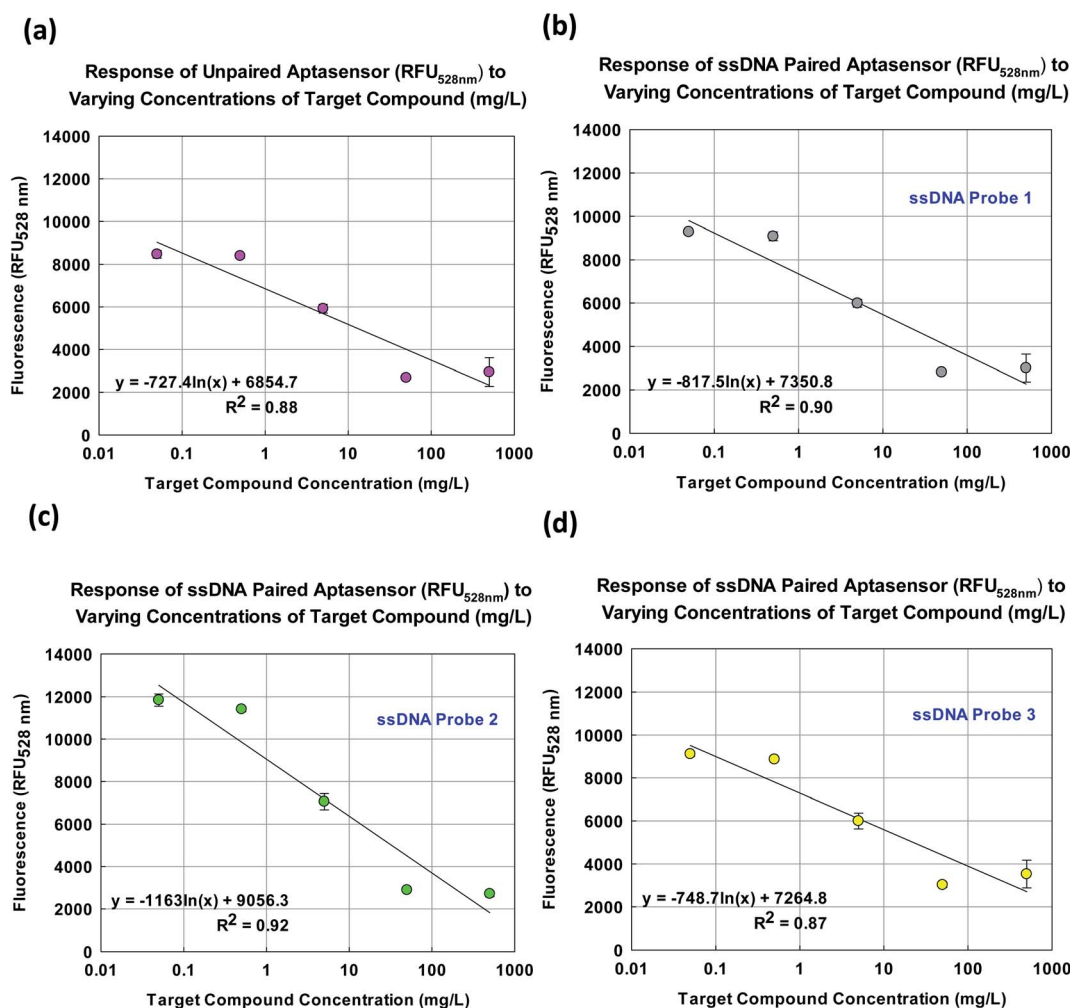 (a)
Response of Unpaired Aptasensor (RFU528nm) to
Varying Concentrations of Target Compound (mg/L)
Fluorescence (RFU528 nm)
14000
12000
10000
8000
6000
4000
2000
0
y = -727.4ln(x) + 6854.7
R2 = 0.88
0.01 0.1 1 10 100 1000
Target Compound Concentration (mg/L)
(b)
Response of ssDNA Paired Aptasensor (RFU528nm) to
Varying Concentrations of Target Compound (mg/L)
Fluorescence (RFU528 nm)
14000
12000
10000
8000
6000
4000
2000
0
ssDNA Probe 1
y = -817.5ln(x) + 7350.8
R2 = 0.90
0.01 0.1 1 10 100 1000
Target Compound Concentration (mg/L)
(c)
Response of ssDNA Paired Aptasensor (RFU528nm) to
Varying Concentrations of Target Compound (mg/L)
Fluorescence (RFU528 nm)
14000
12000
10000
8000
6000
4000
2000
0
ssDNA Probe 2
y = -1163ln(x) + 9056.3
R2 = 0.92
0.01 0.1 1 10 100 1000
Target Compound Concentration (mg/L)
(d)
Response of ssDNA Paired Aptasensor (RFU528nm) to
Varying Concentrations of Target Compound (mg/L)
Fluorescence (RFU528 nm)
14000
12000
10000
8000
6000
4000
2000
0
ssDNA Probe 3
y = -748.7ln(x) + 7264.8
R2 = 0.87
0.01 0.1 1 10 100 1000
Target Compound Concentration (mg/L)